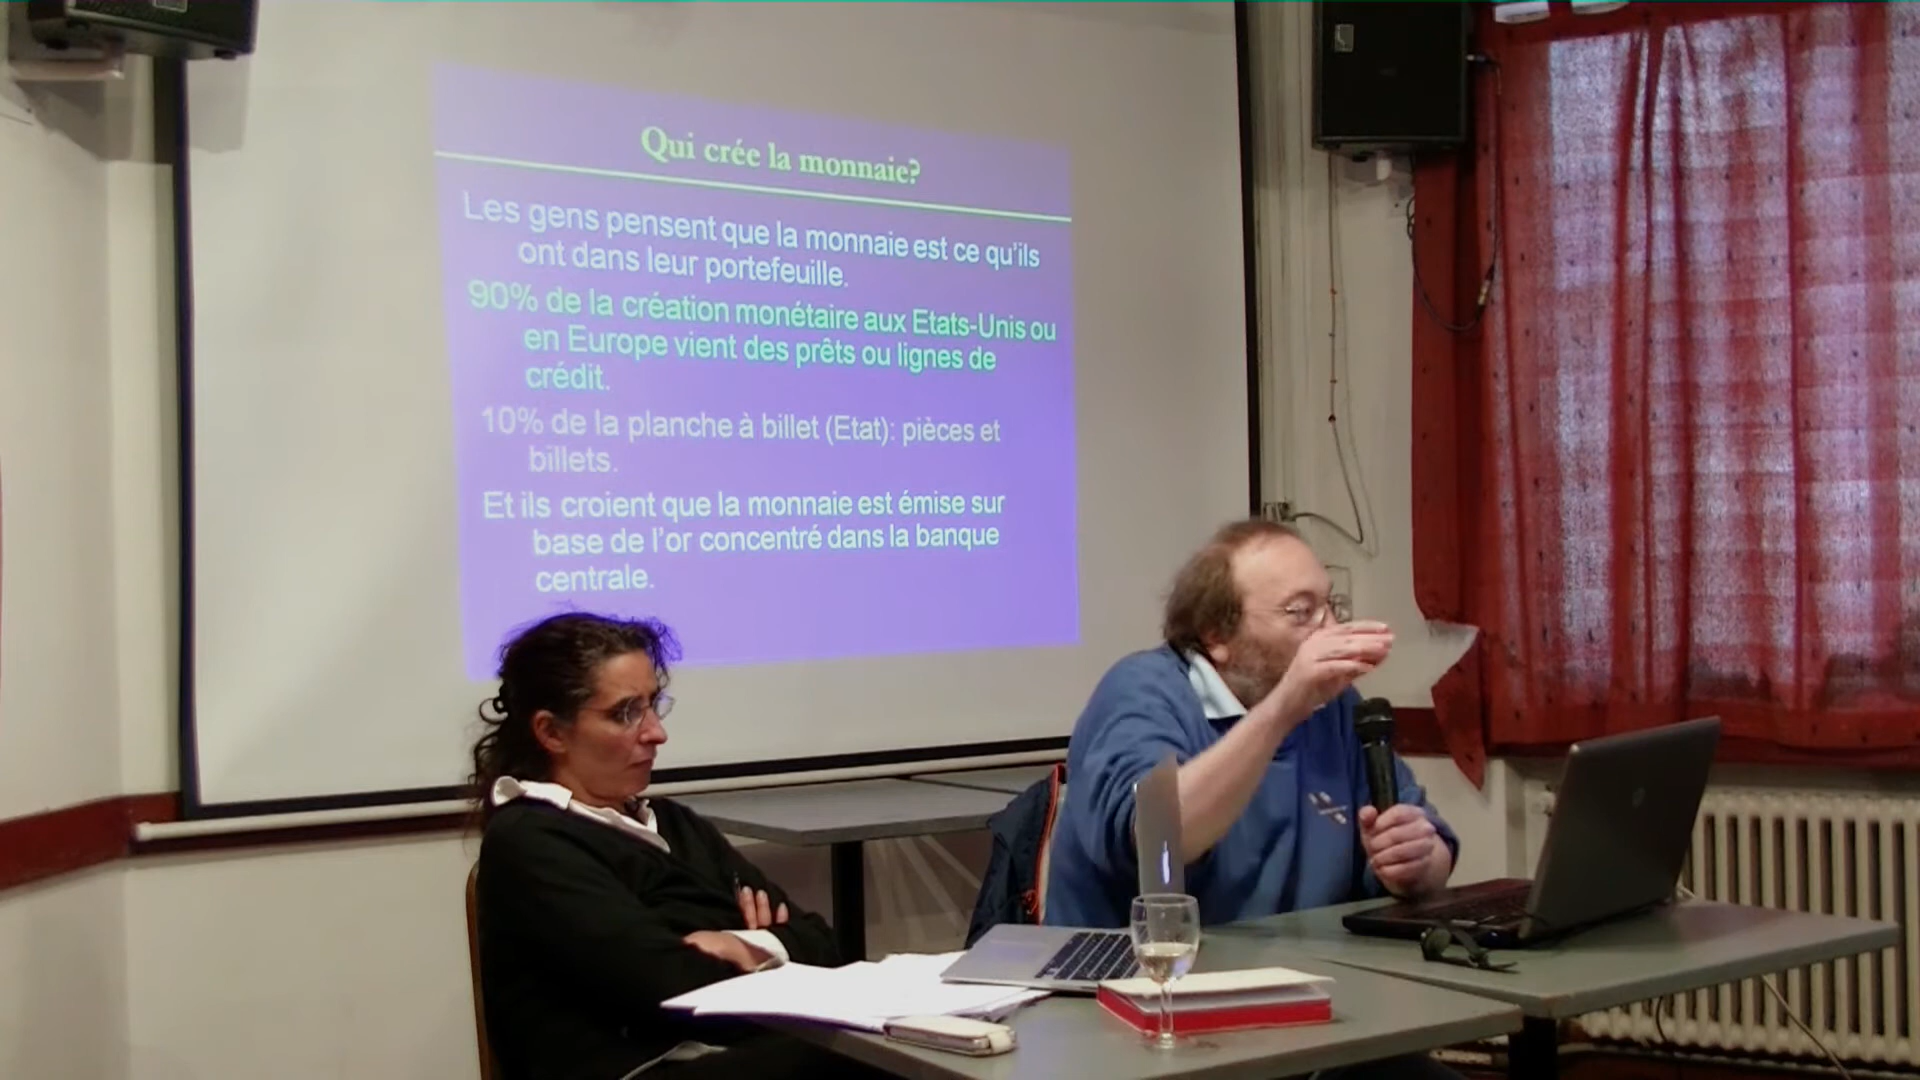 Qui crée la monnaie?
Les gens pensent que la monnaie est ce qu'ils
ont dans leur portefeuille.
90% de la création monétaire aux Etats-Unis ou
en Europe vient des prêts ou lignes de
crédit.
10% de la planche à billet (Etat): pièces et
billets.
Et ils croient que la monnaie est émise sur
base de l'or concentré dans la banque
centrale.